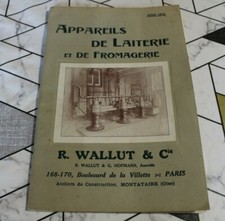 APPAREILS
DE LAITERIE
ET DE FROMAGERIE
R. WALLUT & Cie
R. WALLUT & G. HOFMANN, Associés
168-170, Boulevard de la Villette PARIS
Ateliers de Construction, MONTATAIRE (Oise)